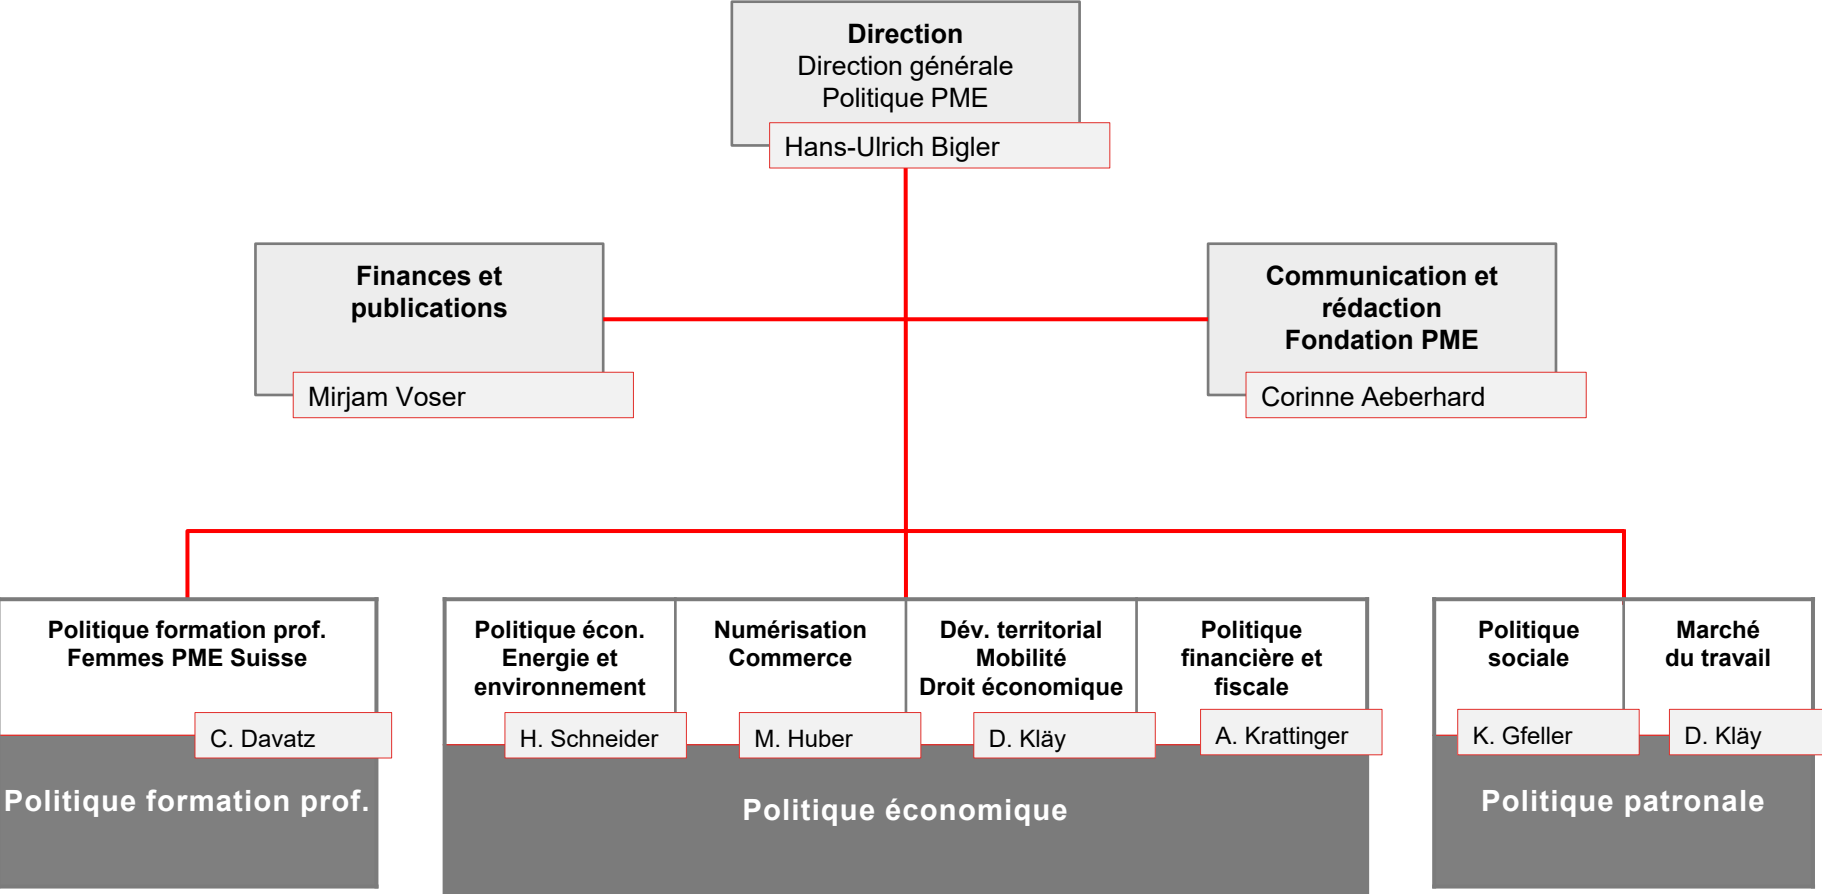 Direction
Direction générale
Politique PME
Hans-Ulrich Bigler
Finances et
publications
Mirjam Voser
Communication et
rédaction
Fondation PME
Corinne Aeberhard
Politique formation prof.
Femmes PME Suisse
C. Davatz
Politique formation prof.
Politique écon.
Energie et
environnement
H. Schneider
Numérisation
Commerce
M. Huber
Dév. territorial
Mobilité
Droit économique
D. Kläy
Politique
financière et
fiscale
A. Krattinger
Politique économique
Politique
sociale
K. Gfeller
Marché
du travail
D. Kläy
Politique patronale